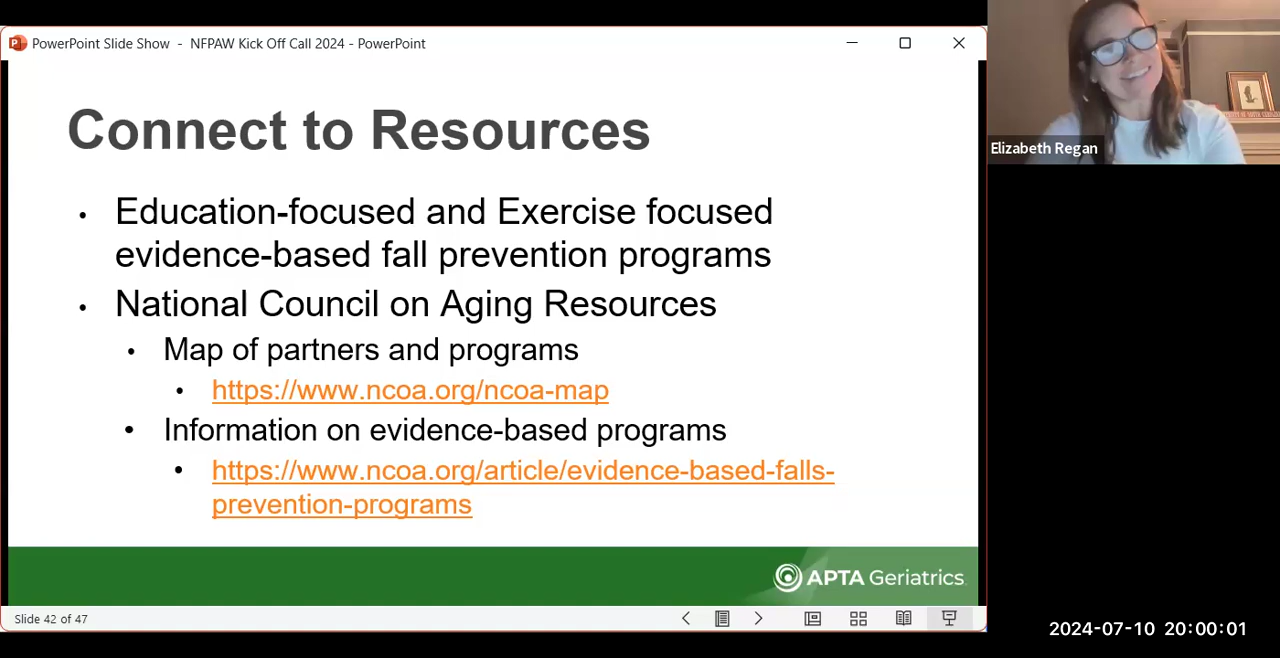 PowerPoint Slide Show - NFPAW Kick Off Call 2024 - PowerPoint
Connect to Resources
• Education-focused and Exercise focused
evidence-based fall prevention programs
• National Council on Aging Resources
• Map of partners and programs
• https://www.ncoa.org/ncoa-map
• Information on evidence-based programs
• https://www.ncoa.org/article/evidence-based-falls-
prevention-programs
APTA Geriatrics
Slide 42 of 47
Elizabeth Regan
2024-07-10 20:00:01